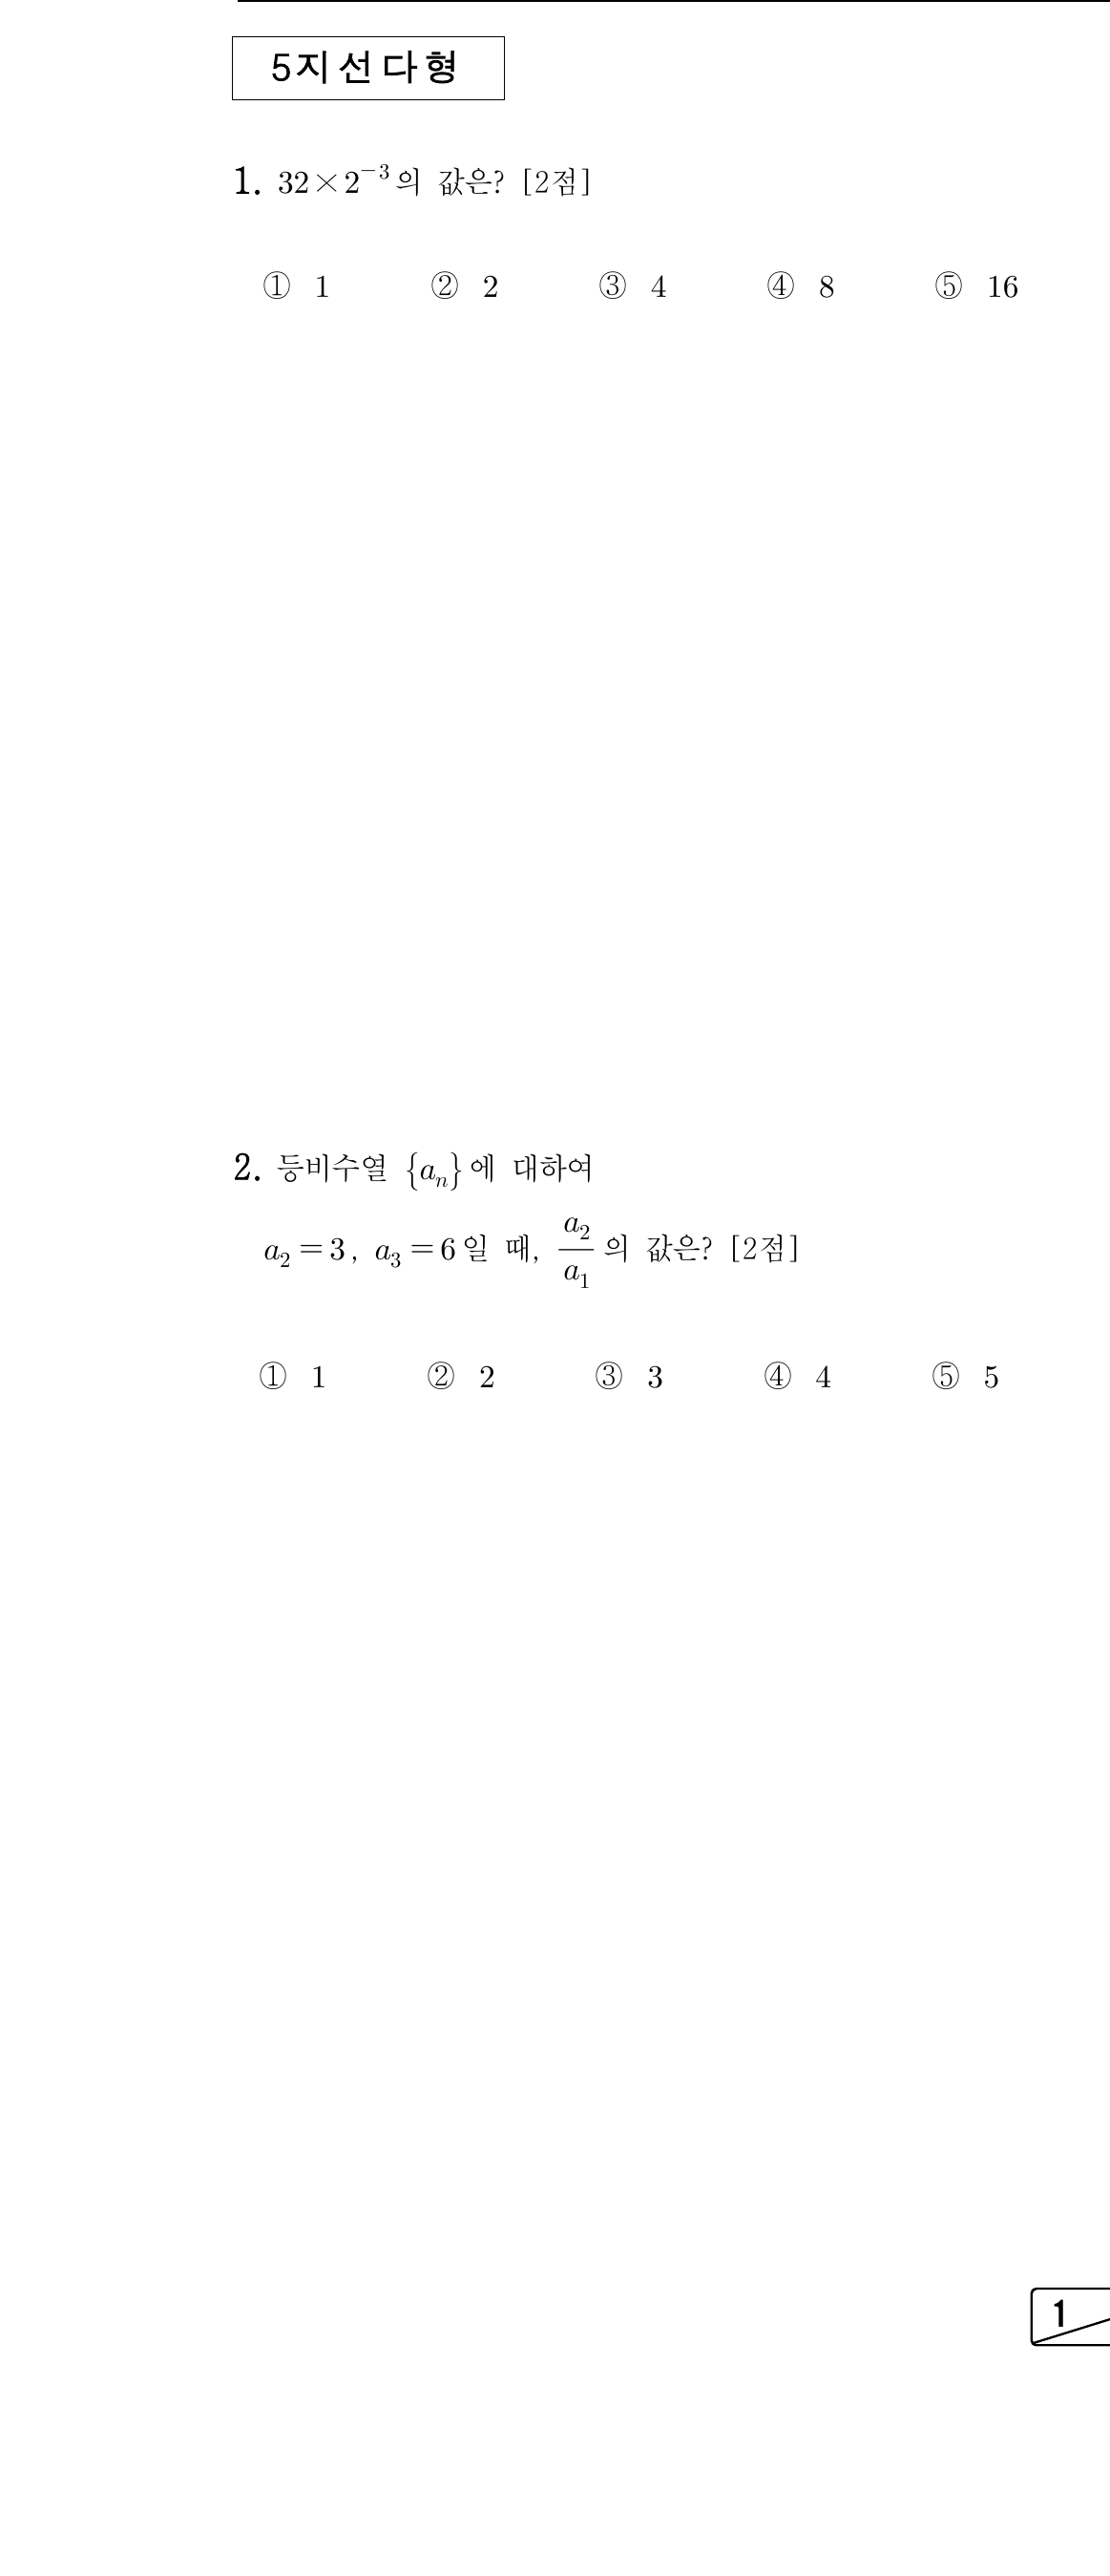 5지선다형
1. 32×2⁻³의 값은? [2점]
① 1 ② 2 ③ 4 ④ 8 ⑤ 16
2. 등비수열 {aₙ}에 대하여
a₂=3, a₃=6일 때, a₂/a₁의 값은? [2점]
① 1 ② 2 ③ 3 ④ 4 ⑤ 5
1